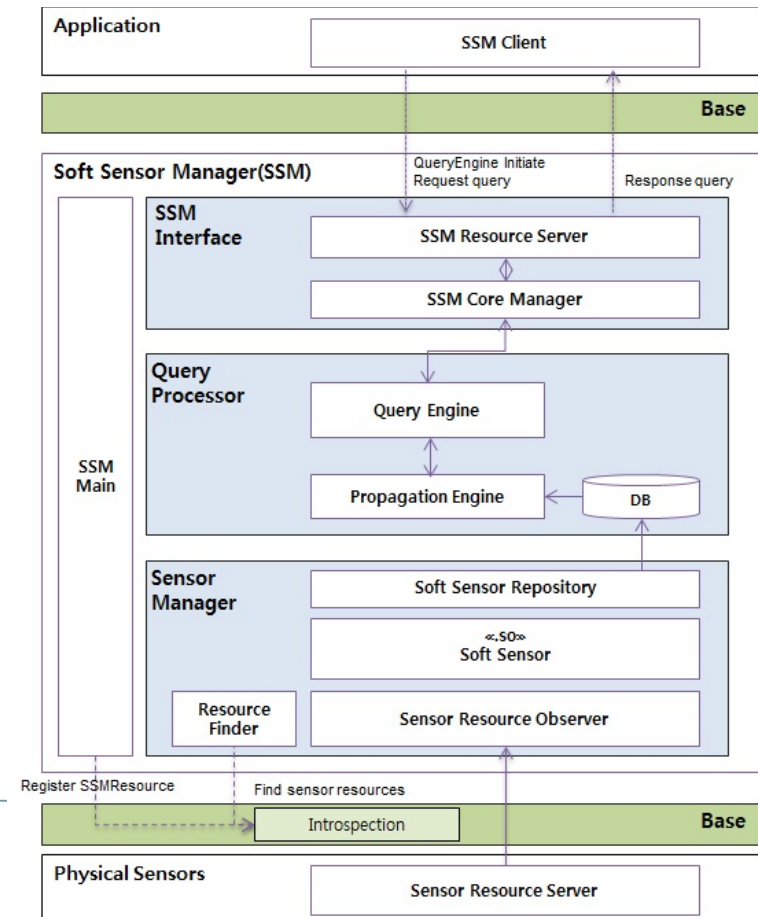 Application
SSM Client
Base
Soft Sensor Manager(SSM)
QueryEngine Initiate
Request query
Response query
SSM
Interface
SSM Resource Server
SSM Core Manager
Query
Processor
Query Engine
SSM
Main
Propagation Engine
DB
Sensor
Manager
Soft Sensor Repository
«.SO»
Soft Sensor
Resource
Finder
Sensor Resource Observer
Register SSMResource
Find sensor resources
Introspection
Base
Physical Sensors
Sensor Resource Server